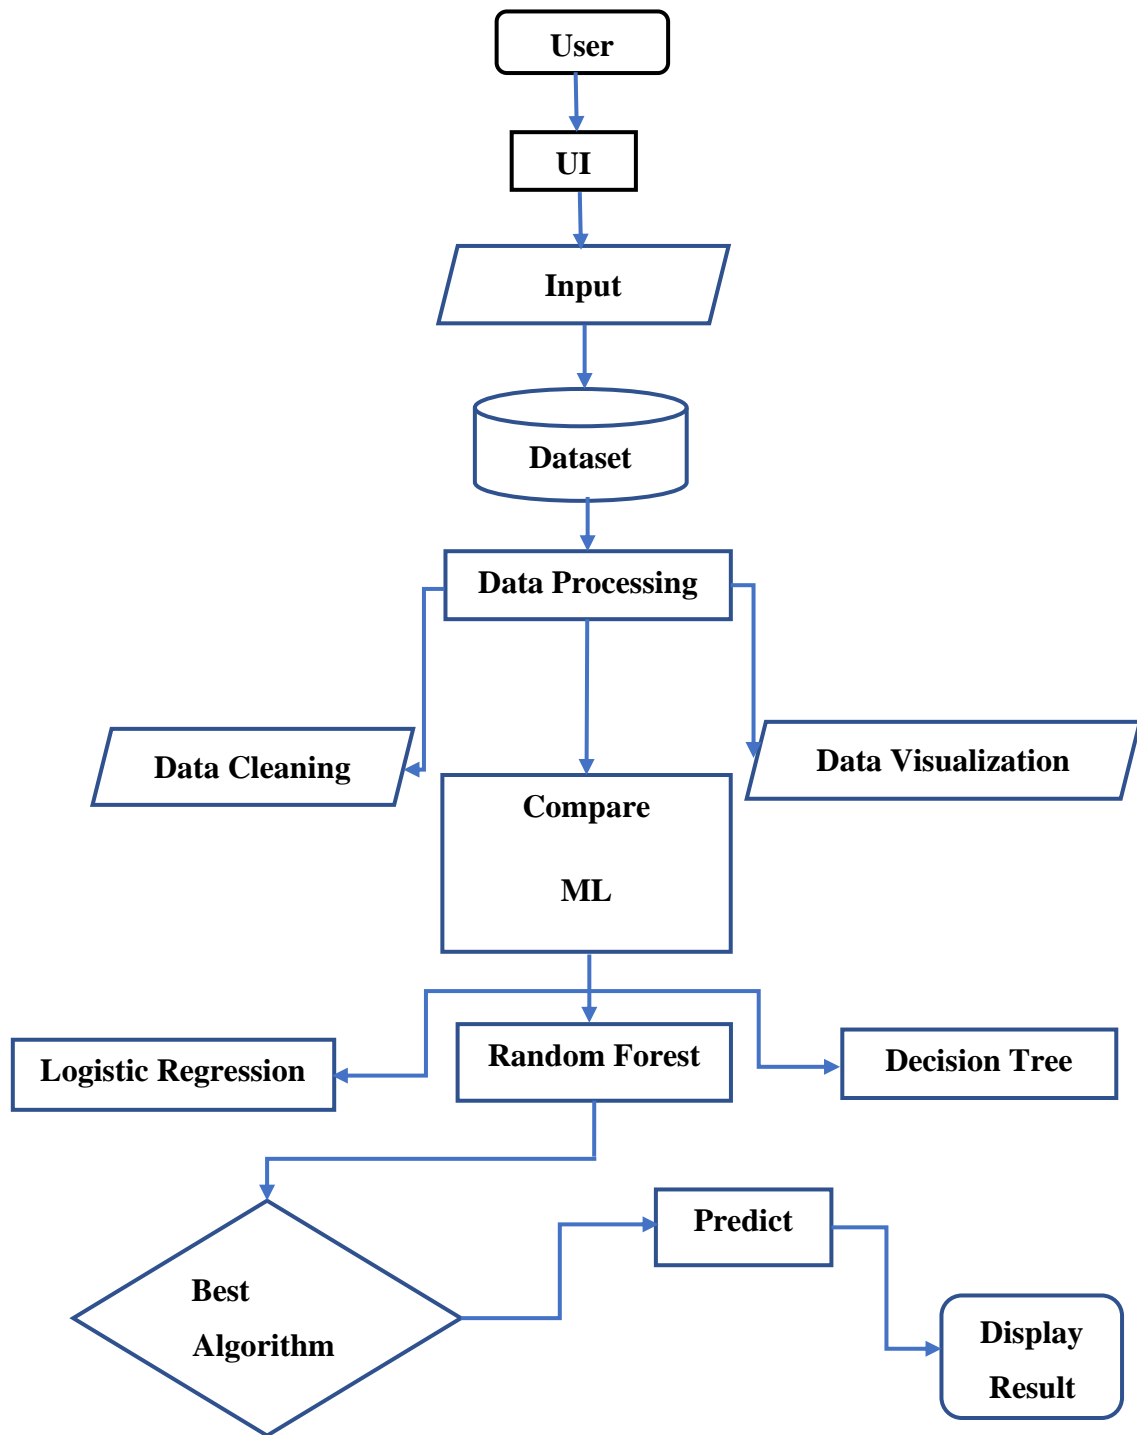 User
UI
Input
Dataset
Data Processing
Data Cleaning
Data Visualization
Compare
ML
Logistic Regression
Random Forest
Decision Tree
Best
Algorithm
Predict
Display
Result